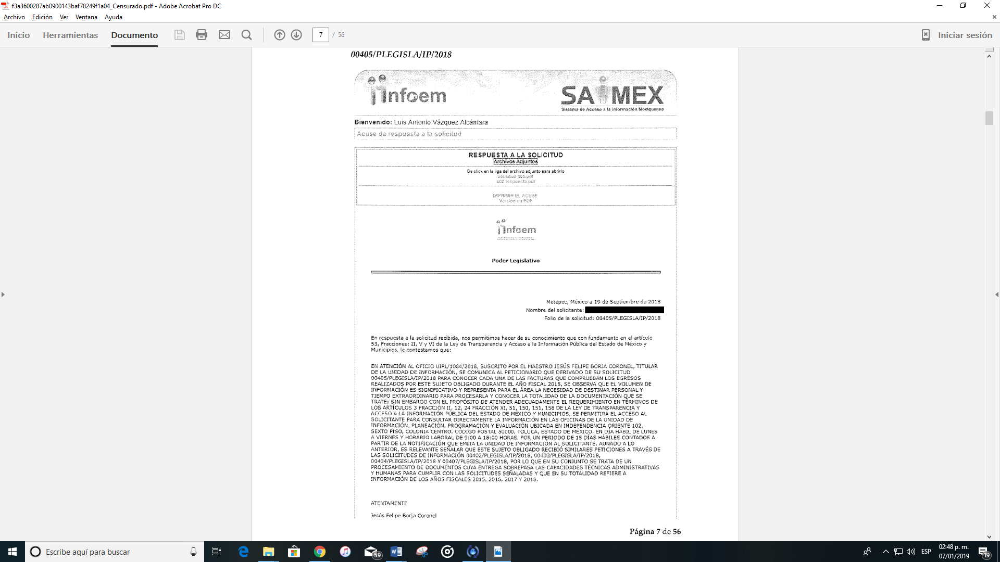 f3a3600287ab0900143baf78249f1a04_Censurado.pdf - Adobe Acrobat Pro DC
Archivo Edición Ver Ventana Ayuda
Inicio Herramientas Documento 7 / 56 Iniciar sesión
00405/PLEGISLA/IP/2018
infoem SAIMEX
Sistema de Acceso a la Información Mexiquense
Bienvenido: Luis Antonio Vázquez Alcántara
Acuse de respuesta a la solicitud
RESPUESTA A LA SOLICITUD
Archivos Adjuntos
De click en la liga del archivo adjunto para abrirlo
Solicitud 405.pdf
405 respuesta.pdf
IMPRIMIR EL ACUSE
Versión en PDF
infoem
Poder Legislativo
Metepec, México a 19 de Septiembre de 2018
Nombre del solicitante:
Folio de la solicitud: 00405/PLEGISLA/IP/2018
En respuesta a la solicitud recibida, nos permitimos hacer de su conocimiento que con fundamento en el artículo
53, Fracciones: II, V y VI de la Ley de Transparencia y Acceso a la Información Pública del Estado de México y
Municipios, le contestamos que:
EN ATENCIÓN AL OFICIO UIPL/1084/2018, SUSCRITO POR EL MAESTRO JESÚS FELIPE BORJA CORONEL, TITULAR
DE LA UNIDAD DE INFORMACIÓN, SE COMUNICA AL PETICIONARIO QUE DERIVADO DE SU SOLICITUD
00405/PLEGISLA/IP/2018 PARA CONOCER CADA UNA DE LAS FACTURAS QUE COMPRUEBAN LOS EGRESOS
REALIZADOS POR ESTE SUJETO OBLIGADO DURANTE EL AÑO FISCAL 2015, SE OBSERVA QUE EL VOLUMEN DE
INFORMACIÓN ES SIGNIFICATIVO Y REPRESENTA PARA EL ÁREA LA NECESIDAD DE DESTINAR PERSONAL Y
TIEMPO EXTRAORDINARIO PARA PROCESARLA Y CONOCER LA TOTALIDAD DE LA DOCUMENTACIÓN QUE SE
TRATE; SIN EMBARGO CON EL PROPÓSITO DE ATENDER ADECUADAMENTE EL REQUERIMIENTO EN TÉRMINOS DE
LOS ARTÍCULOS 3 FRACCIÓN II, 12, 24 FRACCIÓN XI, 51, 150, 151, 158 DE LA LEY DE TRANSPARENCIA Y
ACCESO A LA INFORMACIÓN PÚBLICA DEL ESTADO DE MÉXICO Y MUNICIPIOS, SE PERMITIRÁ EL ACCESO AL
SOLICITANTE PARA CONSULTAR DIRECTAMENTE LA INFORMACIÓN EN LAS OFICINAS DE LA UNIDAD DE
INFORMACIÓN, PLANEACIÓN, PROGRAMACIÓN Y EVALUACIÓN UBICADA EN INDEPENDENCIA ORIENTE 102,
SEXTO PISO, COLONIA CENTRO, CÓDIGO POSTAL 50000, TOLUCA, ESTADO DE MÉXICO, EN DÍA HÁBIL DE LUNES
A VIERNES Y HORARIO LABORAL DE 9:00 A 18:00 HORAS, POR UN PERIODO DE 15 DÍAS HÁBILES CONTADOS A
PARTIR DE LA NOTIFICACIÓN QUE EMITA LA UNIDAD DE INFORMACIÓN AL SOLICITANTE. AUNADO A LO
ANTERIOR, ES RELEVANTE SEÑALAR QUE ESTE SUJETO OBLIGADO RECIBIÓ SIMILARES PETICIONES A TRAVÉS DE
LAS SOLICITUDES DE INFORMACIÓN 00402/PLEGISLA/IP/2018, 00403/PLEGISLA/IP/2018,
00404/PLEGISLA/IP/2018 Y 00407/PLEGISLA/IP/2018, POR LO QUE EN SU CONJUNTO SE TRATA DE UN
PROCESAMIENTO DE DOCUMENTOS CUYA ENTREGA SOBREPASA LAS CAPACIDADES TÉCNICAS ADMINISTRATIVAS
Y HUMANAS PARA CUMPLIR CON LAS SOLICITUDES SEÑALADAS Y QUE EN SU TOTALIDAD REFIERE A
INFORMACIÓN DE LOS AÑOS FISCALES 2015, 2016, 2017 Y 2018.
ATENTAMENTE
Jesús Felipe Borja Coronel
Página 7 de 56
Escribe aquí para buscar 59 ESP 02:48 p. m.
07/01/2019 19